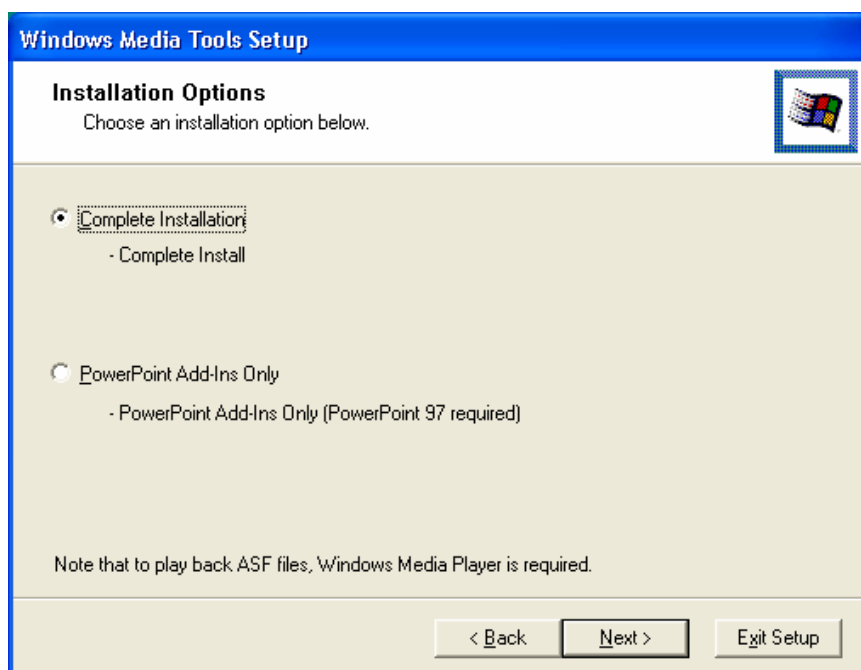 Windows Media Tools Setup
Installation Options
Choose an installation option below.
Complete Installation
- Complete Install
PowerPoint Add-Ins Only
- PowerPoint Add-Ins Only (PowerPoint 97 required)
Note that to play back ASF files, Windows Media Player is required.
< Back Next > Exit Setup